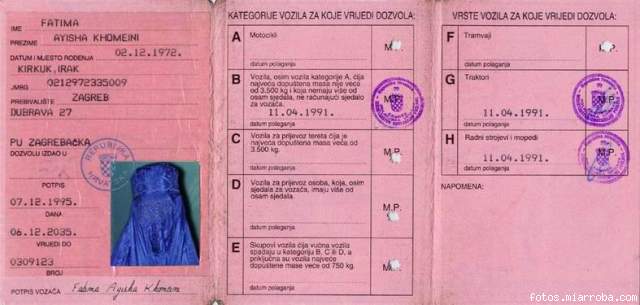 IME FATIMA
PREZIME AYISHA KHOMEINI
DATUM I MJESTO ROĐENJA 02.12.1972.
KIRKUK, IRAK
JMBG 0212972335009
PREBIVALIŠTE ZAGREB
DUBRAVA 27
PU ZAGREBAČKA
DOZVOLU IZDAO U
REPUBLIKA HRVATSKA
POTPIS
07.12.1995.
DANA
06.12.2035.
VRIJEDI DO
0309123
BROJ
POTPIS VOZAČA Fatima Ayisha Khomeini
KATEGORIJE VOZILA ZA KOJE VRIJEDI DOZVOLA:
A Motocikli
M.P.
datum polaganja
B Vozila, osim vozila kategorije A, čija
najveća dopuštena masa nije veća
od 3.500 kg i koja nemaju više od
osam sjedala, ne računajući sjedalo
za vozača.
M.P.
11.04.1991.
datum polaganja
C Vozila za prijevoz tereta čija je
najveća dopuštena masa veća od
3.500 kg.
M.P.
datum polaganja
D Vozila za prijevoz osoba, koja, osim
sjedala za vozača, imaju više od
osam sjedala.
M.P.
datum polaganja
E Skupovi vozila čija vučna vozila
spadaju u kategoriju B, C ili D, a
priključna su vozila najveće
dopuštene mase veće od 750 kg.
M.P.
datum polaganja
VRSTE VOZILA ZA KOJE VRIJEDI DOZVOLA:
F Tramvaji
M.P.
datum polaganja
G Traktori
M.P.
11.04.1991.
datum polaganja
H Radni strojevi i mopedi
M.P.
11.04.1991.
datum polaganja
NAPOMENA:
fotos.miarroba.com